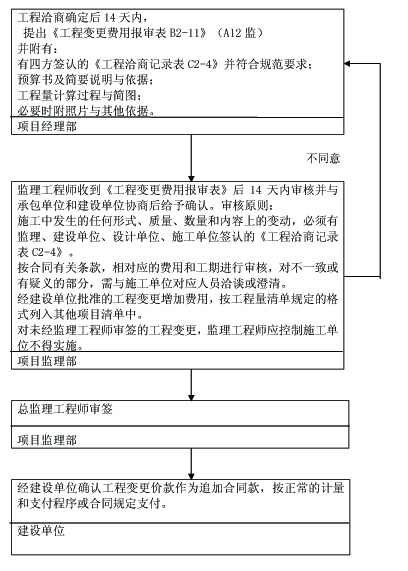 工程洽商确定后 14 天内，
提出《工程变更费用报审表 B2-11》（A12 监）
并附有：
有四方签认的《工程洽商记录表 C2-4》并符合规范要求；
预算书及简要说明与依据；
工程量计算过程与简图；
必要时附照片与其他依据。
项目经理部
不同意
监理工程师收到《工程变更费用报审表》后 14 天内审核并与
承包单位和建设单位协商后给予确认。审核原则：
施工中发生的任何形式、质量、数量和内容上的变动，必须有
监理、建设单位、设计单位、施工单位签认的《工程洽商记录
表 C2-4》。
按合同有关条款，相对应的费用和工期进行审核，对不一致或
有疑义的部分，需与施工单位对应人员洽谈或澄清。
经建设单位批准的工程变更增加费用，按工程量清单规定的格
式列入其他项目清单中。
对未经监理工程师审签的工程变更，监理工程师应控制施工单
位不得实施。
项目监理部
总监理工程师审签
项目监理部
经建设单位确认工程变更价款作为追加合同款，按正常的计量
和支付程序或合同规定支付。
建设单位